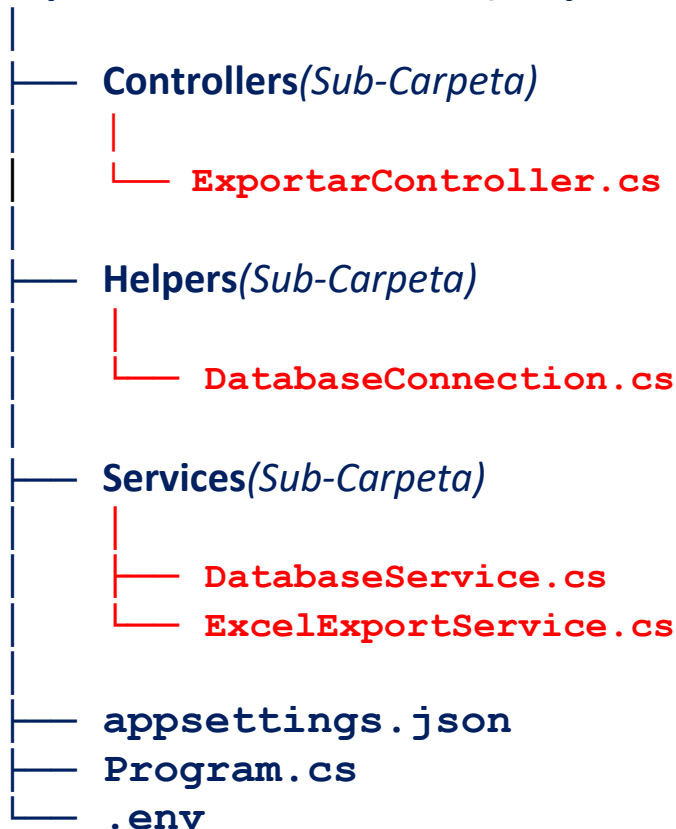 Controllers(Sub-Carpeta)
ExportarController.cs
Helpers(Sub-Carpeta)
DatabaseConnection.cs
Services(Sub-Carpeta)
DatabaseService.cs
ExcelExportService.cs
appsettings.json
Program.cs
.env